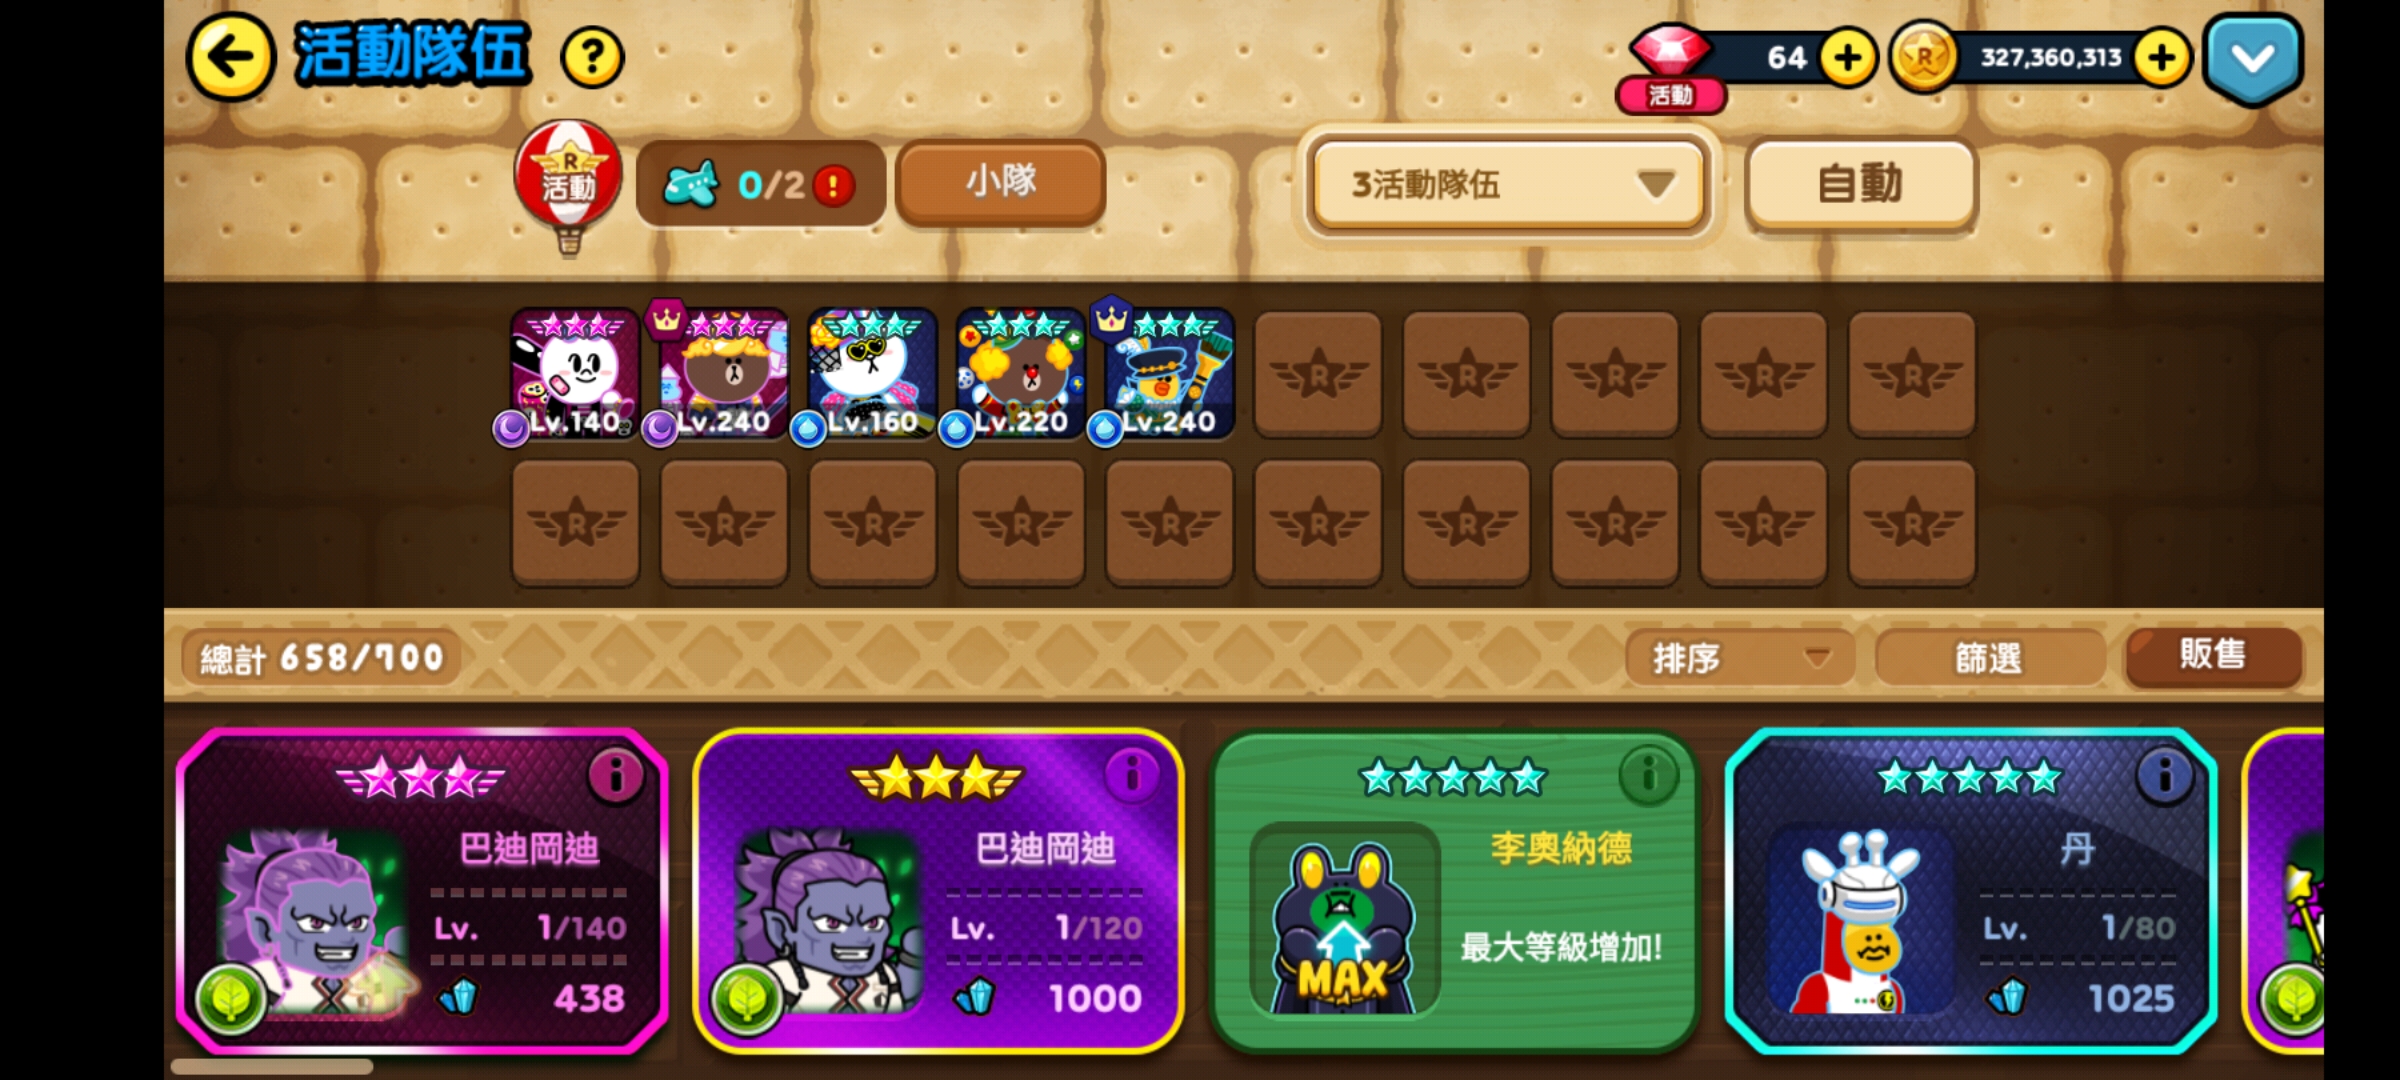 活動隊伍
?
64
327,360,313
活動
R
活動
0/2
!
小隊
3活動隊伍
自動
Lv.140
Lv.240
Lv.160
Lv.220
Lv.240
總計 658/700
排序
篩選
販售
巴迪岡迪
Lv. 1/140
438
巴迪岡迪
Lv. 1/120
1000
李奧納德
最大等級增加!
MAX
丹
Lv. 1/80
1025